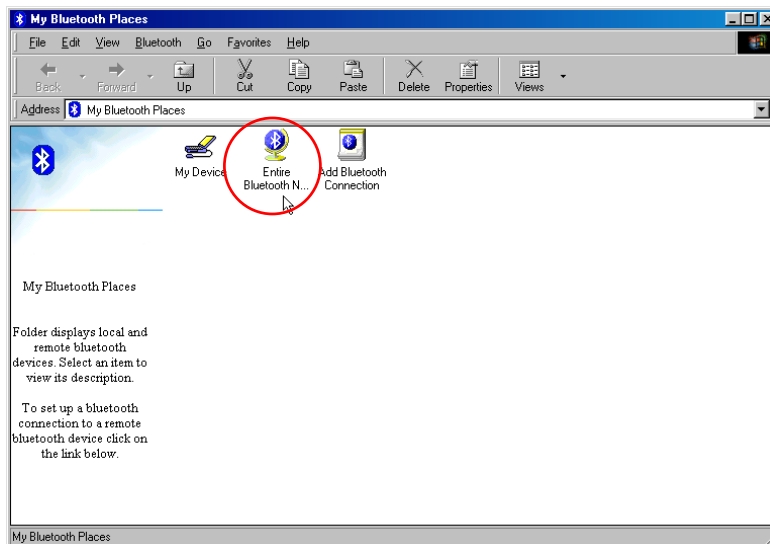 My Bluetooth Places
File Edit View Bluetooth Go Favorites Help
Back Forward Up Cut Copy Paste Delete Properties Views
Address My Bluetooth Places
My Device Entire Add Bluetooth
Bluetooth N... Connection
My Bluetooth Places
Folder displays local and
remote bluetooth
devices. Select an item to
view its description.
To set up a bluetooth
connection to a remote
bluetooth device click on
the link below.
My Bluetooth Places